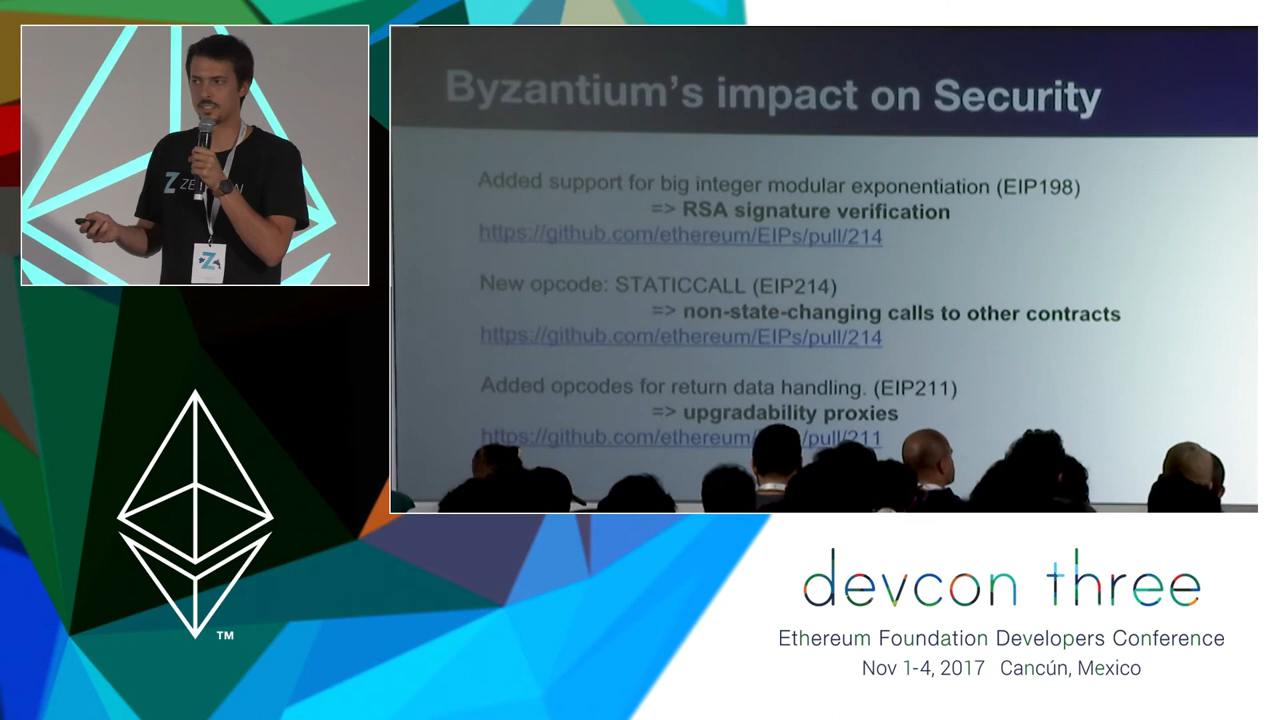 Byzantium's impact on Security
Added support for big integer modular exponentiation (EIP198)
=> RSA signature verification
https://github.com/ethereum/EIPs/pull/214
New opcode: STATICCALL (EIP214)
=> non-state-changing calls to other contracts
https://github.com/ethereum/EIPs/pull/214
Added opcodes for return data handling. (EIP211)
=> upgradability proxies
https://github.com/ethereum/ /pull/211
TM
devcon three
Ethereum Foundation Developers Conference
Nov 1-4, 2017 Cancún, Mexico